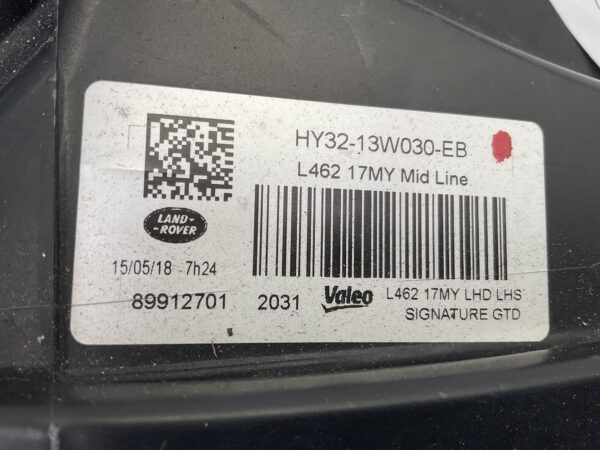 HY32-13W030-EB
L462 17MY Mid Line
LAND-
-ROVER
15/05/18 7h24
89912701 2031 Valeo L462 17MY LHD LHS
SIGNATURE GTD